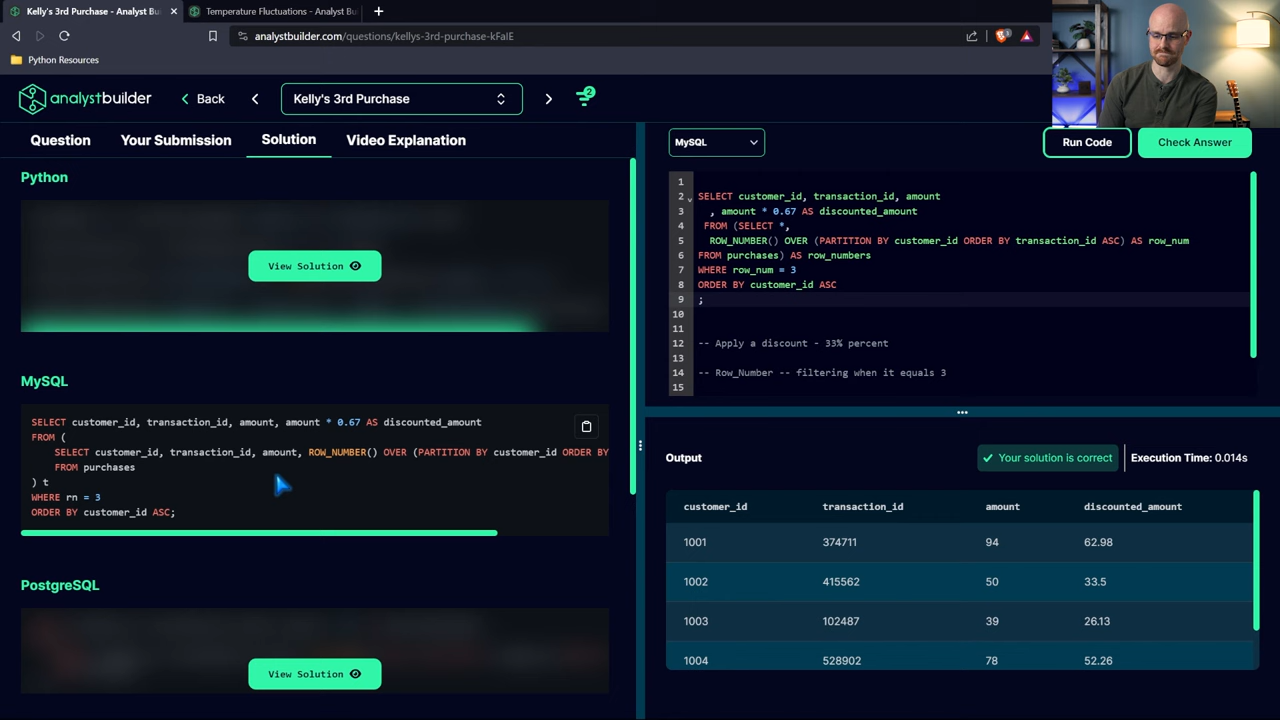 Kelly's 3rd Purchase - Analyst Bu
Temperature Fluctuations - Analyst Bui
analystbuilder.com/questions/kellys-3rd-purchase-kFaIE
3
Python Resources
analystbuilder
Back
Kelly's 3rd Purchase
2
Question
Your Submission
Solution
Video Explanation
Python
View Solution
MySQL
SELECT customer_id, transaction_id, amount, amount * 0.67 AS discounted_amount
FROM (
SELECT customer_id, transaction_id, amount, ROW_NUMBER() OVER (PARTITION BY customer_id ORDER BY
FROM purchases
) t
WHERE rn = 3
ORDER BY customer_id ASC;
PostgreSQL
View Solution
MySQL
Run Code
Check Answer
1
2 SELECT customer_id, transaction_id, amount
3 , amount * 0.67 AS discounted_amount
4 FROM (SELECT *,
5 ROW_NUMBER() OVER (PARTITION BY customer_id ORDER BY transaction_id ASC) AS row_num
6 FROM purchases) AS row_numbers
7 WHERE row_num = 3
8 ORDER BY customer_id ASC
9 ;
10
11
12 -- Apply a discount - 33% percent
13
14 -- Row_Number -- filtering when it equals 3
15
Output
Your solution is correct
Execution Time: 0.014s
customer_id transaction_id amount discounted_amount
1001 374711 94 62.98
1002 415562 50 33.5
1003 102487 39 26.13
1004 528902 78 52.26